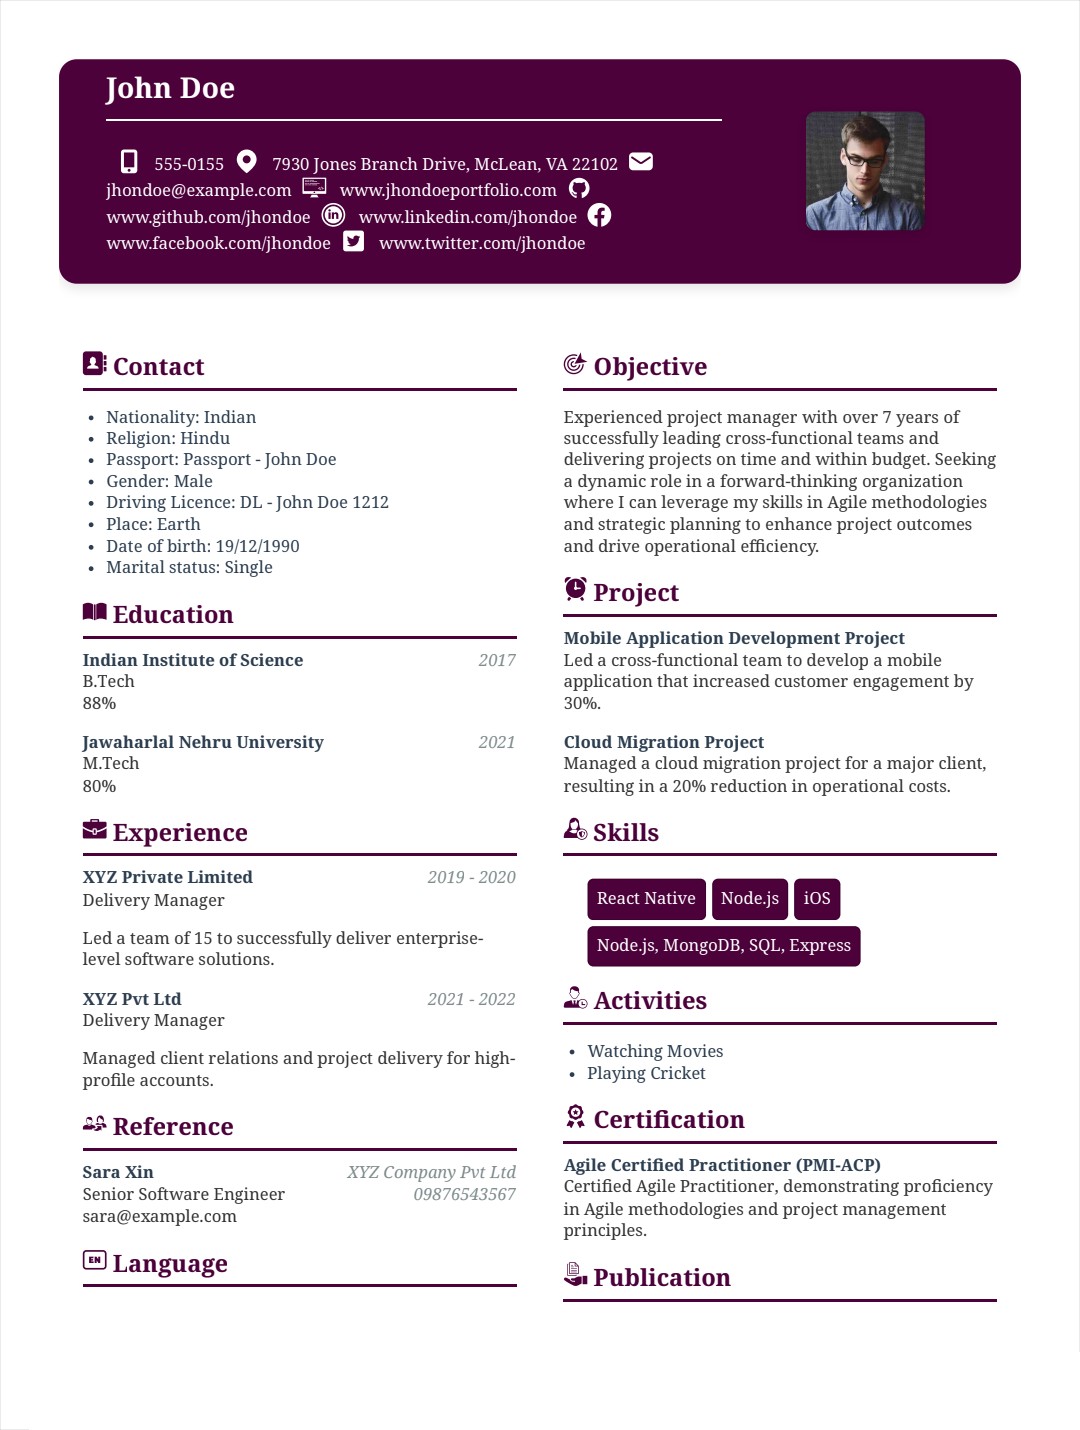 John Doe
555-0155 7930 Jones Branch Drive, McLean, VA 22102
jhondoe@example.com www.jhondoeportfolio.com
www.github.com/jhondoe www.linkedin.com/jhondoe
www.facebook.com/jhondoe www.twitter.com/jhondoe
Contact
• Nationality: Indian
• Religion: Hindu
• Passport: Passport - John Doe
• Gender: Male
• Driving Licence: DL - John Doe 1212
• Place: Earth
• Date of birth: 19/12/1990
• Marital status: Single
Education
Indian Institute of Science 2017
B.Tech
88%
Jawaharlal Nehru University 2021
M.Tech
80%
Experience
XYZ Private Limited 2019 - 2020
Delivery Manager
Led a team of 15 to successfully deliver enterprise-
level software solutions.
XYZ Pvt Ltd 2021 - 2022
Delivery Manager
Managed client relations and project delivery for high-
profile accounts.
Reference
Sara Xin XYZ Company Pvt Ltd
Senior Software Engineer 09876543567
sara@example.com
EN Language
Objective
Experienced project manager with over 7 years of
successfully leading cross-functional teams and
delivering projects on time and within budget. Seeking
a dynamic role in a forward-thinking organization
where I can leverage my skills in Agile methodologies
and strategic planning to enhance project outcomes
and drive operational efficiency.
Project
Mobile Application Development Project
Led a cross-functional team to develop a mobile
application that increased customer engagement by
30%.
Cloud Migration Project
Managed a cloud migration project for a major client,
resulting in a 20% reduction in operational costs.
Skills
React Native Node.js iOS
Node.js, MongoDB, SQL, Express
Activities
• Watching Movies
• Playing Cricket
Certification
Agile Certified Practitioner (PMI-ACP)
Certified Agile Practitioner, demonstrating proficiency
in Agile methodologies and project management
principles.
Publication